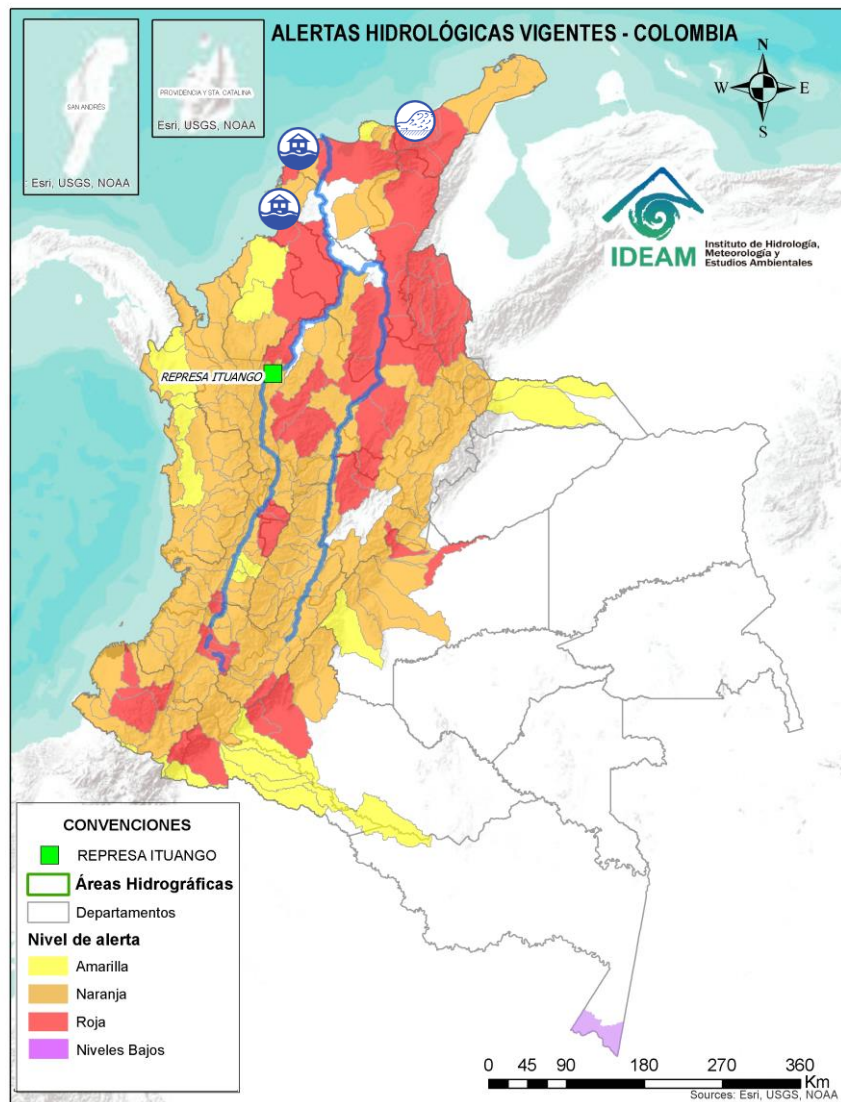 ALERTAS HIDROLÓGICAS VIGENTES - COLOMBIA
SAN ANDRÉS
: Esri, USGS, NOAA
PROVIDENCIA Y STA. CATALINA
Esri, USGS, NOAA
N
W E
S
IDEAM
Instituto de Hidrología,
Meteorología y
Estudios Ambientales
REPRESA ITUANGO
CONVENCIONES
REPRESA ITUANGO
Áreas Hidrográficas
Departamentos
Nivel de alerta
Amarilla
Naranja
Roja
Niveles Bajos
0 45 90 180 270 360
Km
Sources: Esri, USGS, NOAA